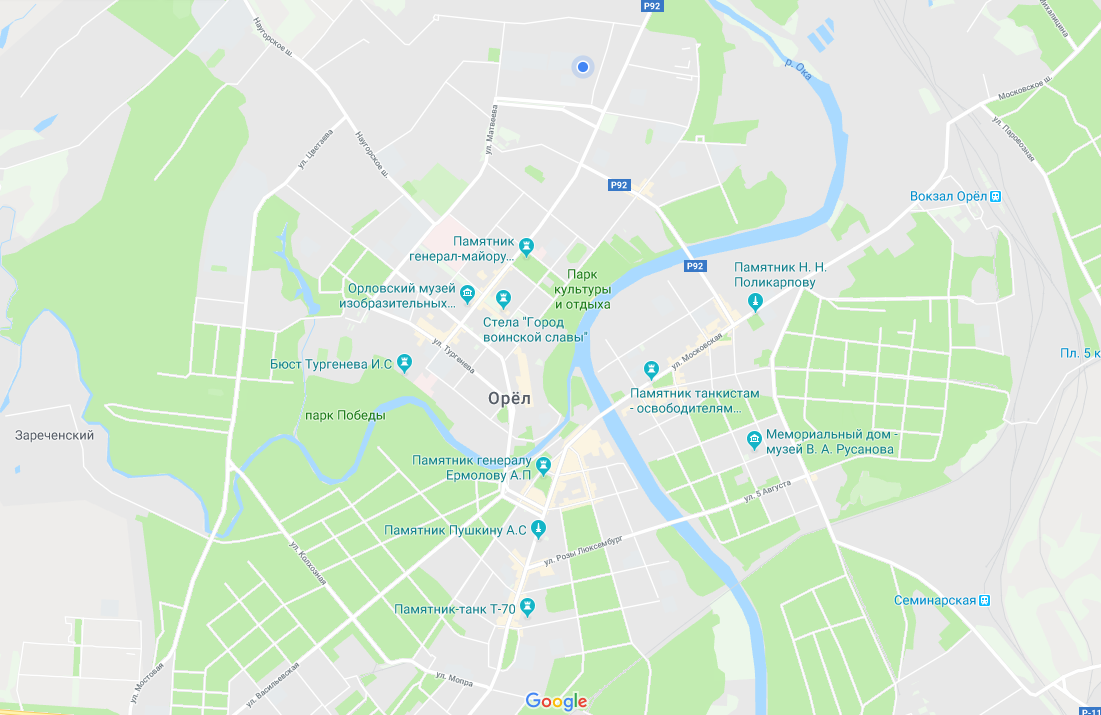 P92
Наугорское ш.
р. Ока
Михалицына
Московское ш.
ул. Матвеева
ул. Паровозная
ул. Цветаева
Наугорское ш.
P92
Вокзал Орёл
Памятник
генерал-майору...
P92
Памятник Н. Н.
Поликарпову
Парк
культуры
и отдыха
Орловский музей
изобразительных...
Стела "Город
воинской славы"
ул. Тургенева
ул. Московская
Пл. 5 к
Бюст Тургенева И.С
Орёл
Памятник танкистам
- освободителям...
парк Победы
Зареченский
Мемориальный дом -
музей В. А. Русанова
Памятник генералу
Ермолову А.П
ул. 5 Августа
Памятник Пушкину А.С
ул. Розы Люксембург
ул. Колхозная
Семинарская
Памятник-танк Т-70
ул. Мостовая
ул. Васильевская
ул. Мопра
Google
Р-11